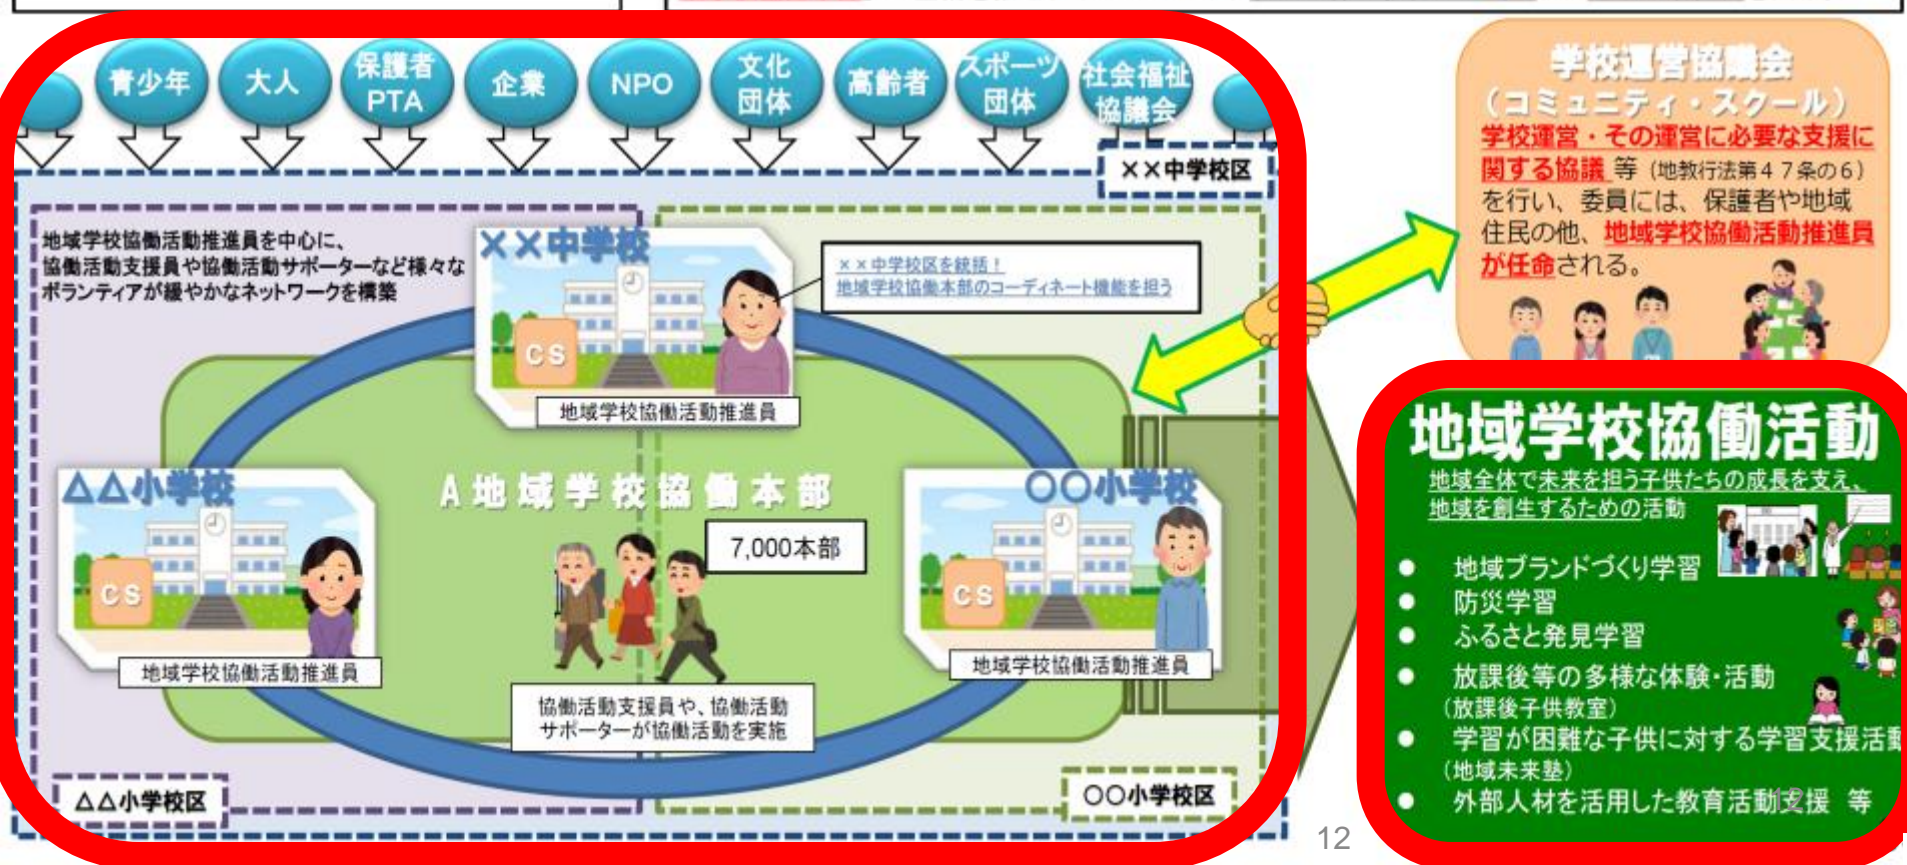 青少年
大人
保護者
PTA
企業
NPO
文化
団体
高齢者
スポーツ
団体
社会福祉
協議会
××中学校区
地域学校協働活動推進員を中心に、
協働活動支援員や協働活動サポーターなど様々な
ボランティアが緩やかなネットワークを構築
××中学校
××中学校区を統括！
地域学校協働本部のコーディネート機能を担う
CS
地域学校協働活動推進員
△△小学校
CS
地域学校協働活動推進員
A地域学校協働本部
7,000本部
協働活動支援員や、協働活動
サポーターが協働活動を実施
〇〇小学校
CS
地域学校協働活動推進員
△△小学校区
〇〇小学校区
学校運営協議会
（コミュニティ・スクール）
学校運営・その運営に必要な支援に
関する協議 等（地教行法第47条の6）
を行い、委員には、保護者や地域
住民の他、地域学校協働活動推進員
が任命される。
地域学校協働活動
地域全体で未来を担う子供たちの成長を支え、
地域を創生するための活動
● 地域ブランドづくり学習
● 防災学習
● ふるさと発見学習
● 放課後等の多様な体験・活動
（放課後子供教室）
● 学習が困難な子供に対する学習支援活動
（地域未来塾）
● 外部人材を活用した教育活動支援 等
12
12